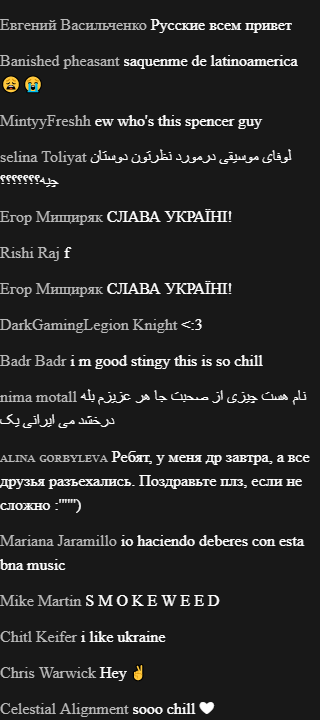 Евгений Васильченко Русские всем привет
Banished pheasant saquenme de latinoamerica
😩 😭
MintyyFreshh ew who's this spencer guy
selina Toliyat لوفای موسیقی درمورد نظرتون دوستان
چیه؟؟؟؟؟؟؟
Егор Мищиряк СЛАВА УКРАЇНІ!
Rishi Raj f
Егор Мищиряк СЛАВА УКРАЇНІ!
DarkGamingLegion Knight <:3
Badr Badr i m good stingy this is so chill
nima motall نام هست چیزی از صحبت جا هر عزیزم بله
درخشد می ایرانی یک
ALINA GORBYLEVA Ребят, у меня др завтра, а все
друзья разъехались. Поздравьте плз, если не
сложно :'"'")
Mariana Jaramillo io haciendo deberes con esta
bna music
Mike Martin S M O K E W E E D
Chitl Keifer i like ukraine
Chris Warwick Hey ✌
Celestial Alignment sooo chill 🤍